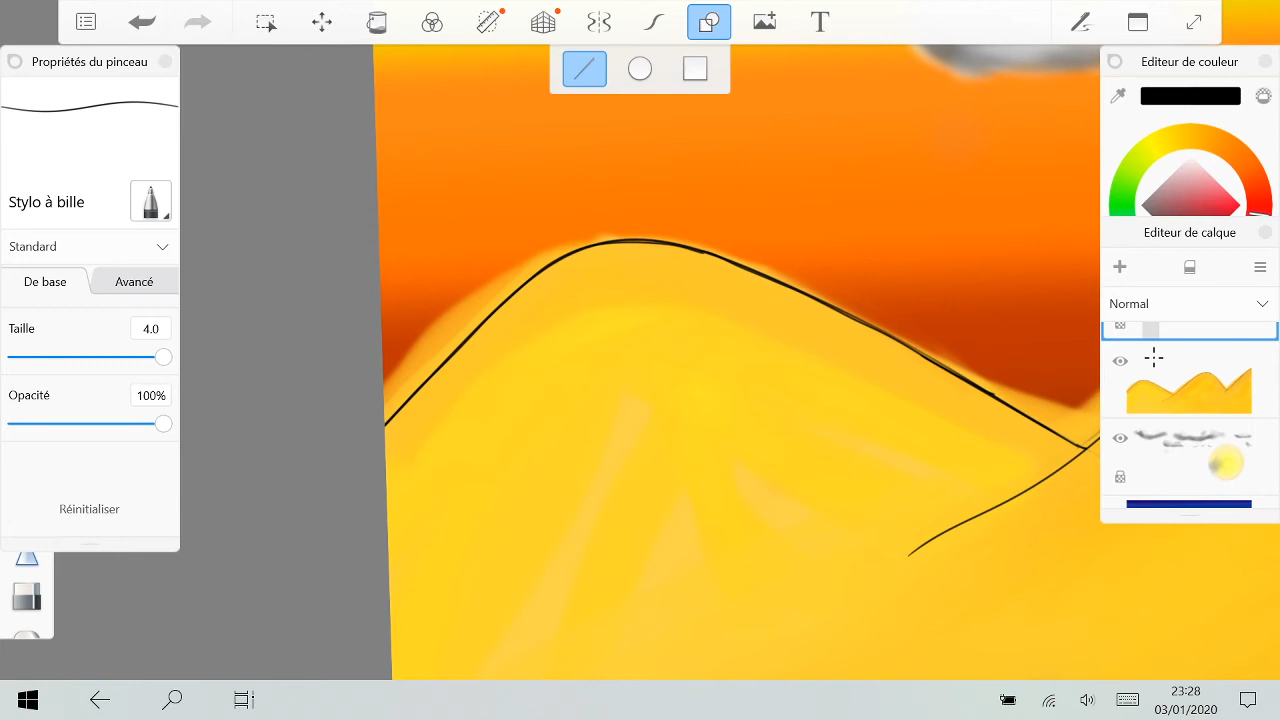 T
Propriétés du pinceau
Stylo à bille
Standard
De base
Avancé
Taille
4.0
Opacité
100%
Réinitialiser
Editeur de couleur
Editeur de calque
Normal
23:28
03/01/2020